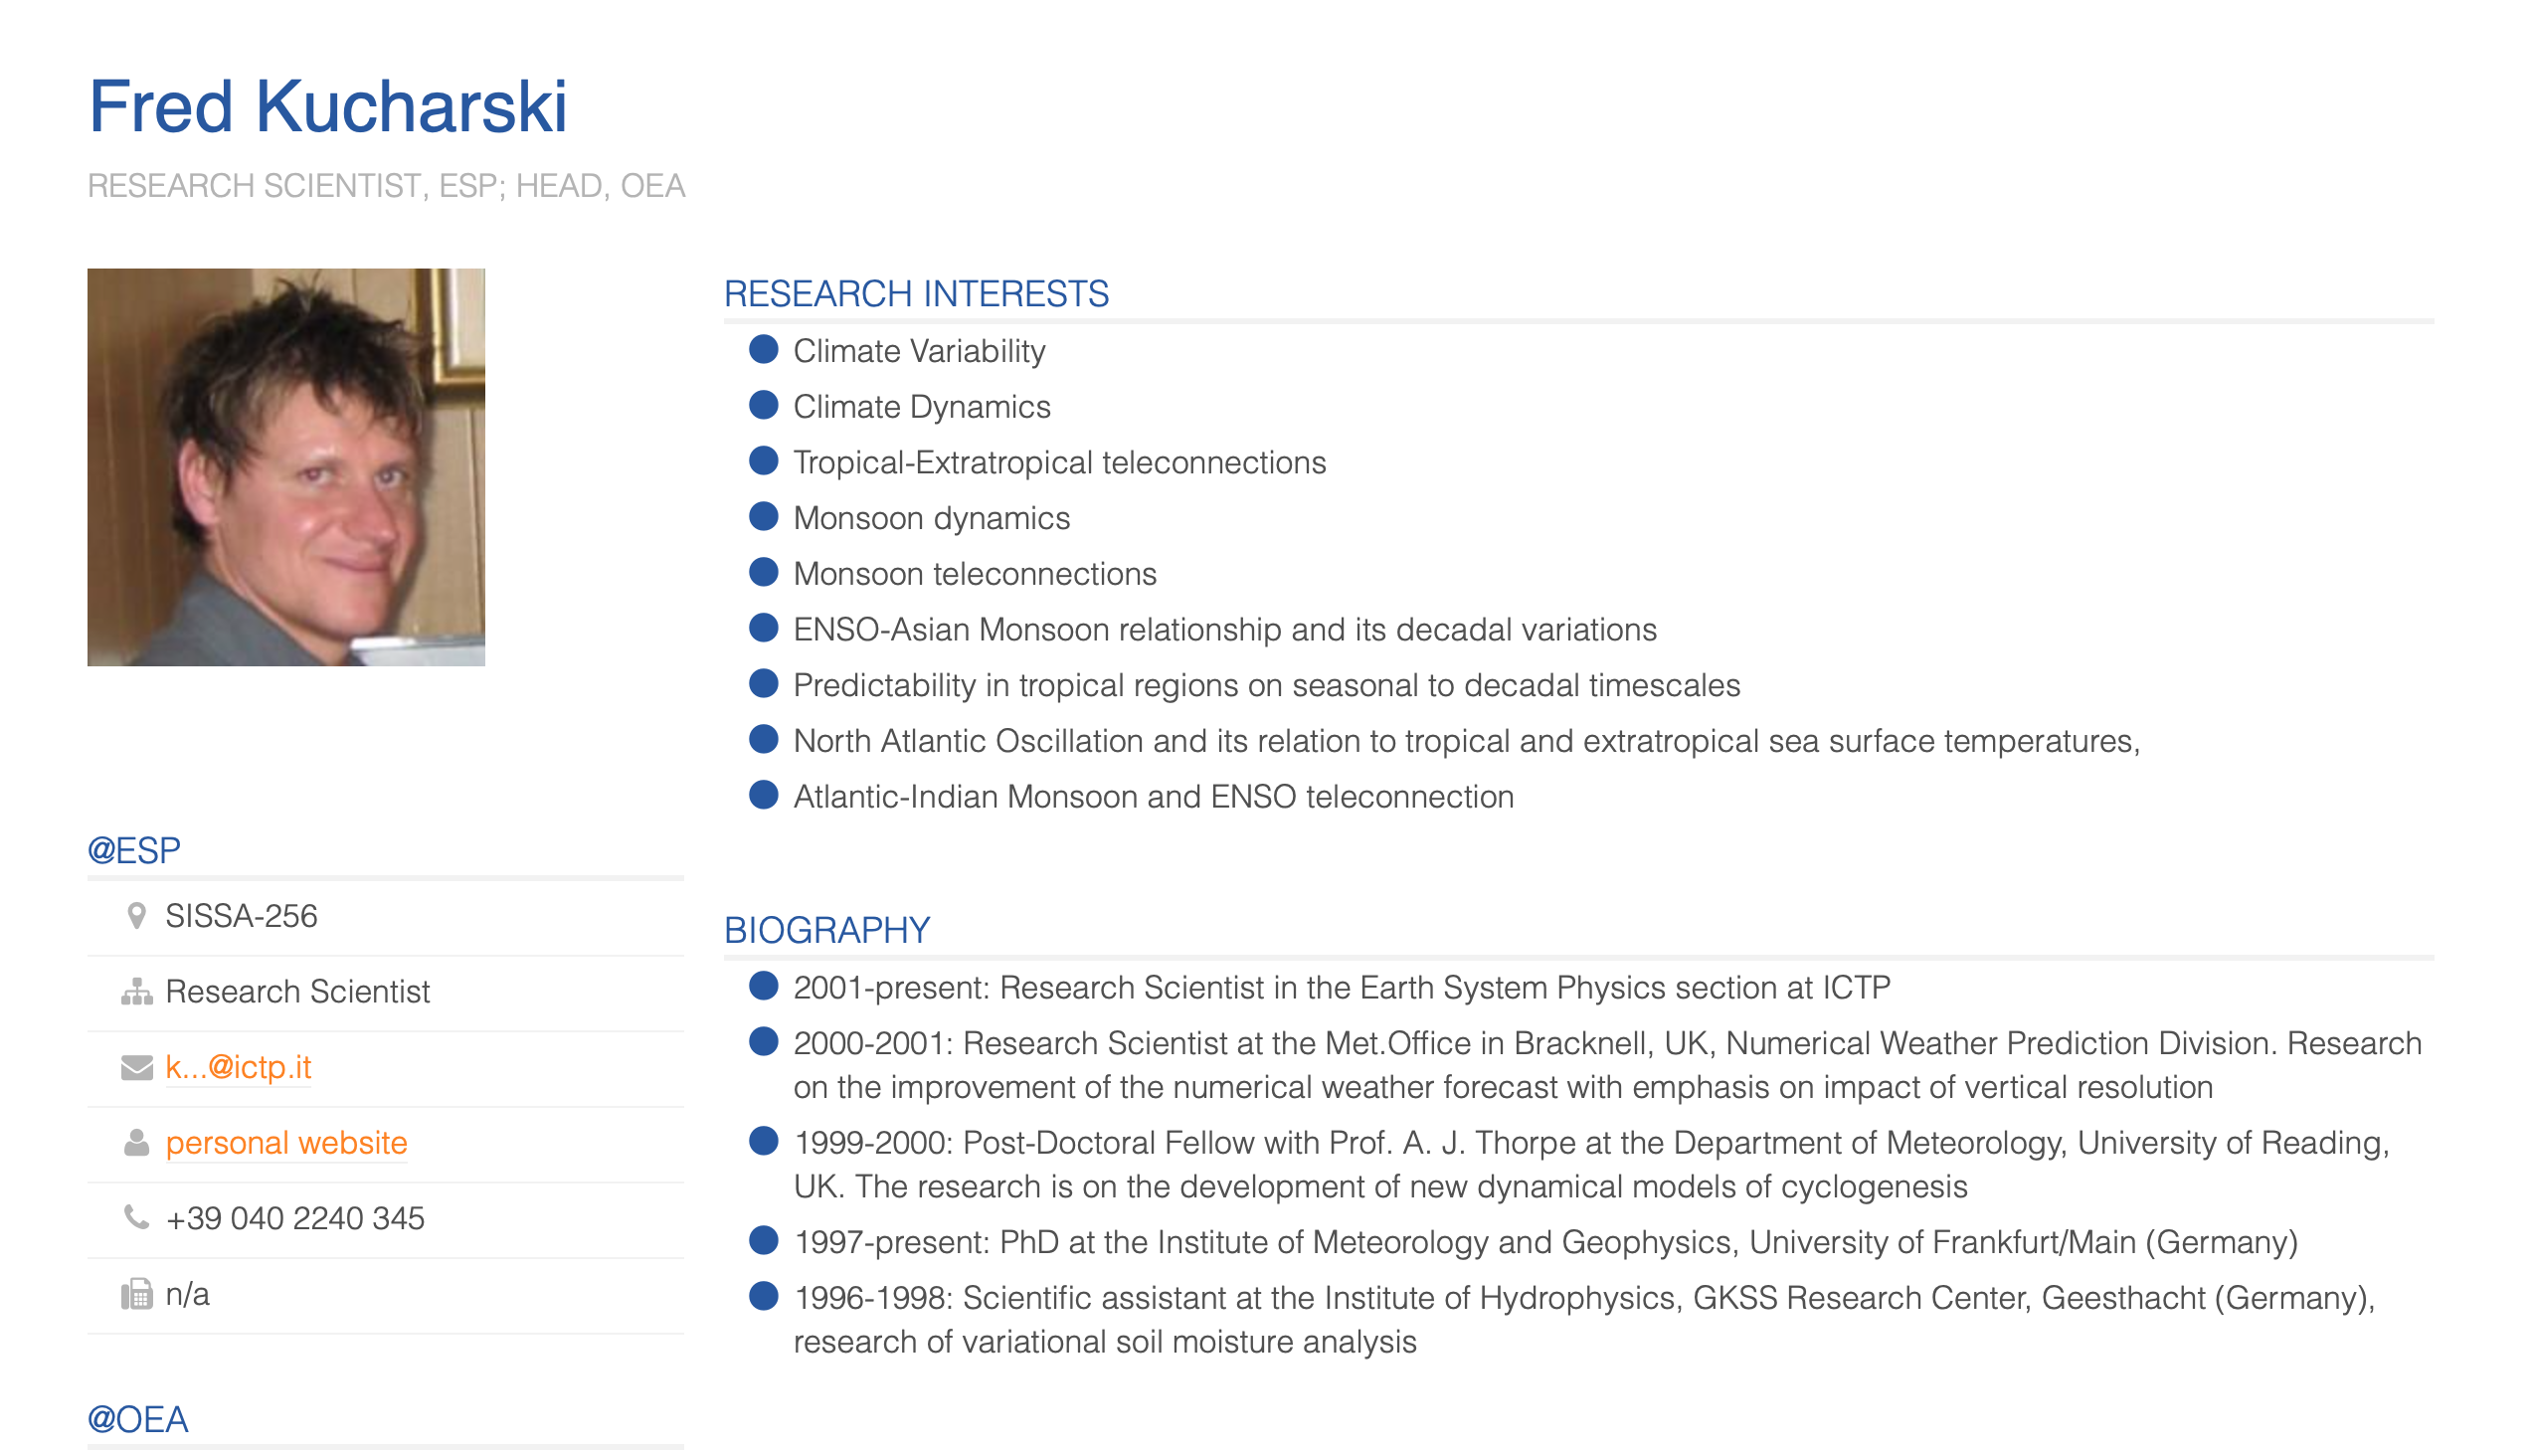 Fred Kucharski
RESEARCH SCIENTIST, ESP; HEAD, OEA
@ESP
SISSA-256
Research Scientist
k...@ictp.it
personal website
+39 040 2240 345
n/a
@OEA
RESEARCH INTERESTS
Climate Variability
Climate Dynamics
Tropical-Extratropical teleconnections
Monsoon dynamics
Monsoon teleconnections
ENSO-Asian Monsoon relationship and its decadal variations
Predictability in tropical regions on seasonal to decadal timescales
North Atlantic Oscillation and its relation to tropical and extratropical sea surface temperatures,
Atlantic-Indian Monsoon and ENSO teleconnection
BIOGRAPHY
2001-present: Research Scientist in the Earth System Physics section at ICTP
2000-2001: Research Scientist at the Met.Office in Bracknell, UK, Numerical Weather Prediction Division. Research
on the improvement of the numerical weather forecast with emphasis on impact of vertical resolution
1999-2000: Post-Doctoral Fellow with Prof. A. J. Thorpe at the Department of Meteorology, University of Reading,
UK. The research is on the development of new dynamical models of cyclogenesis
1997-present: PhD at the Institute of Meteorology and Geophysics, University of Frankfurt/Main (Germany)
1996-1998: Scientific assistant at the Institute of Hydrophysics, GKSS Research Center, Geesthacht (Germany),
research of variational soil moisture analysis